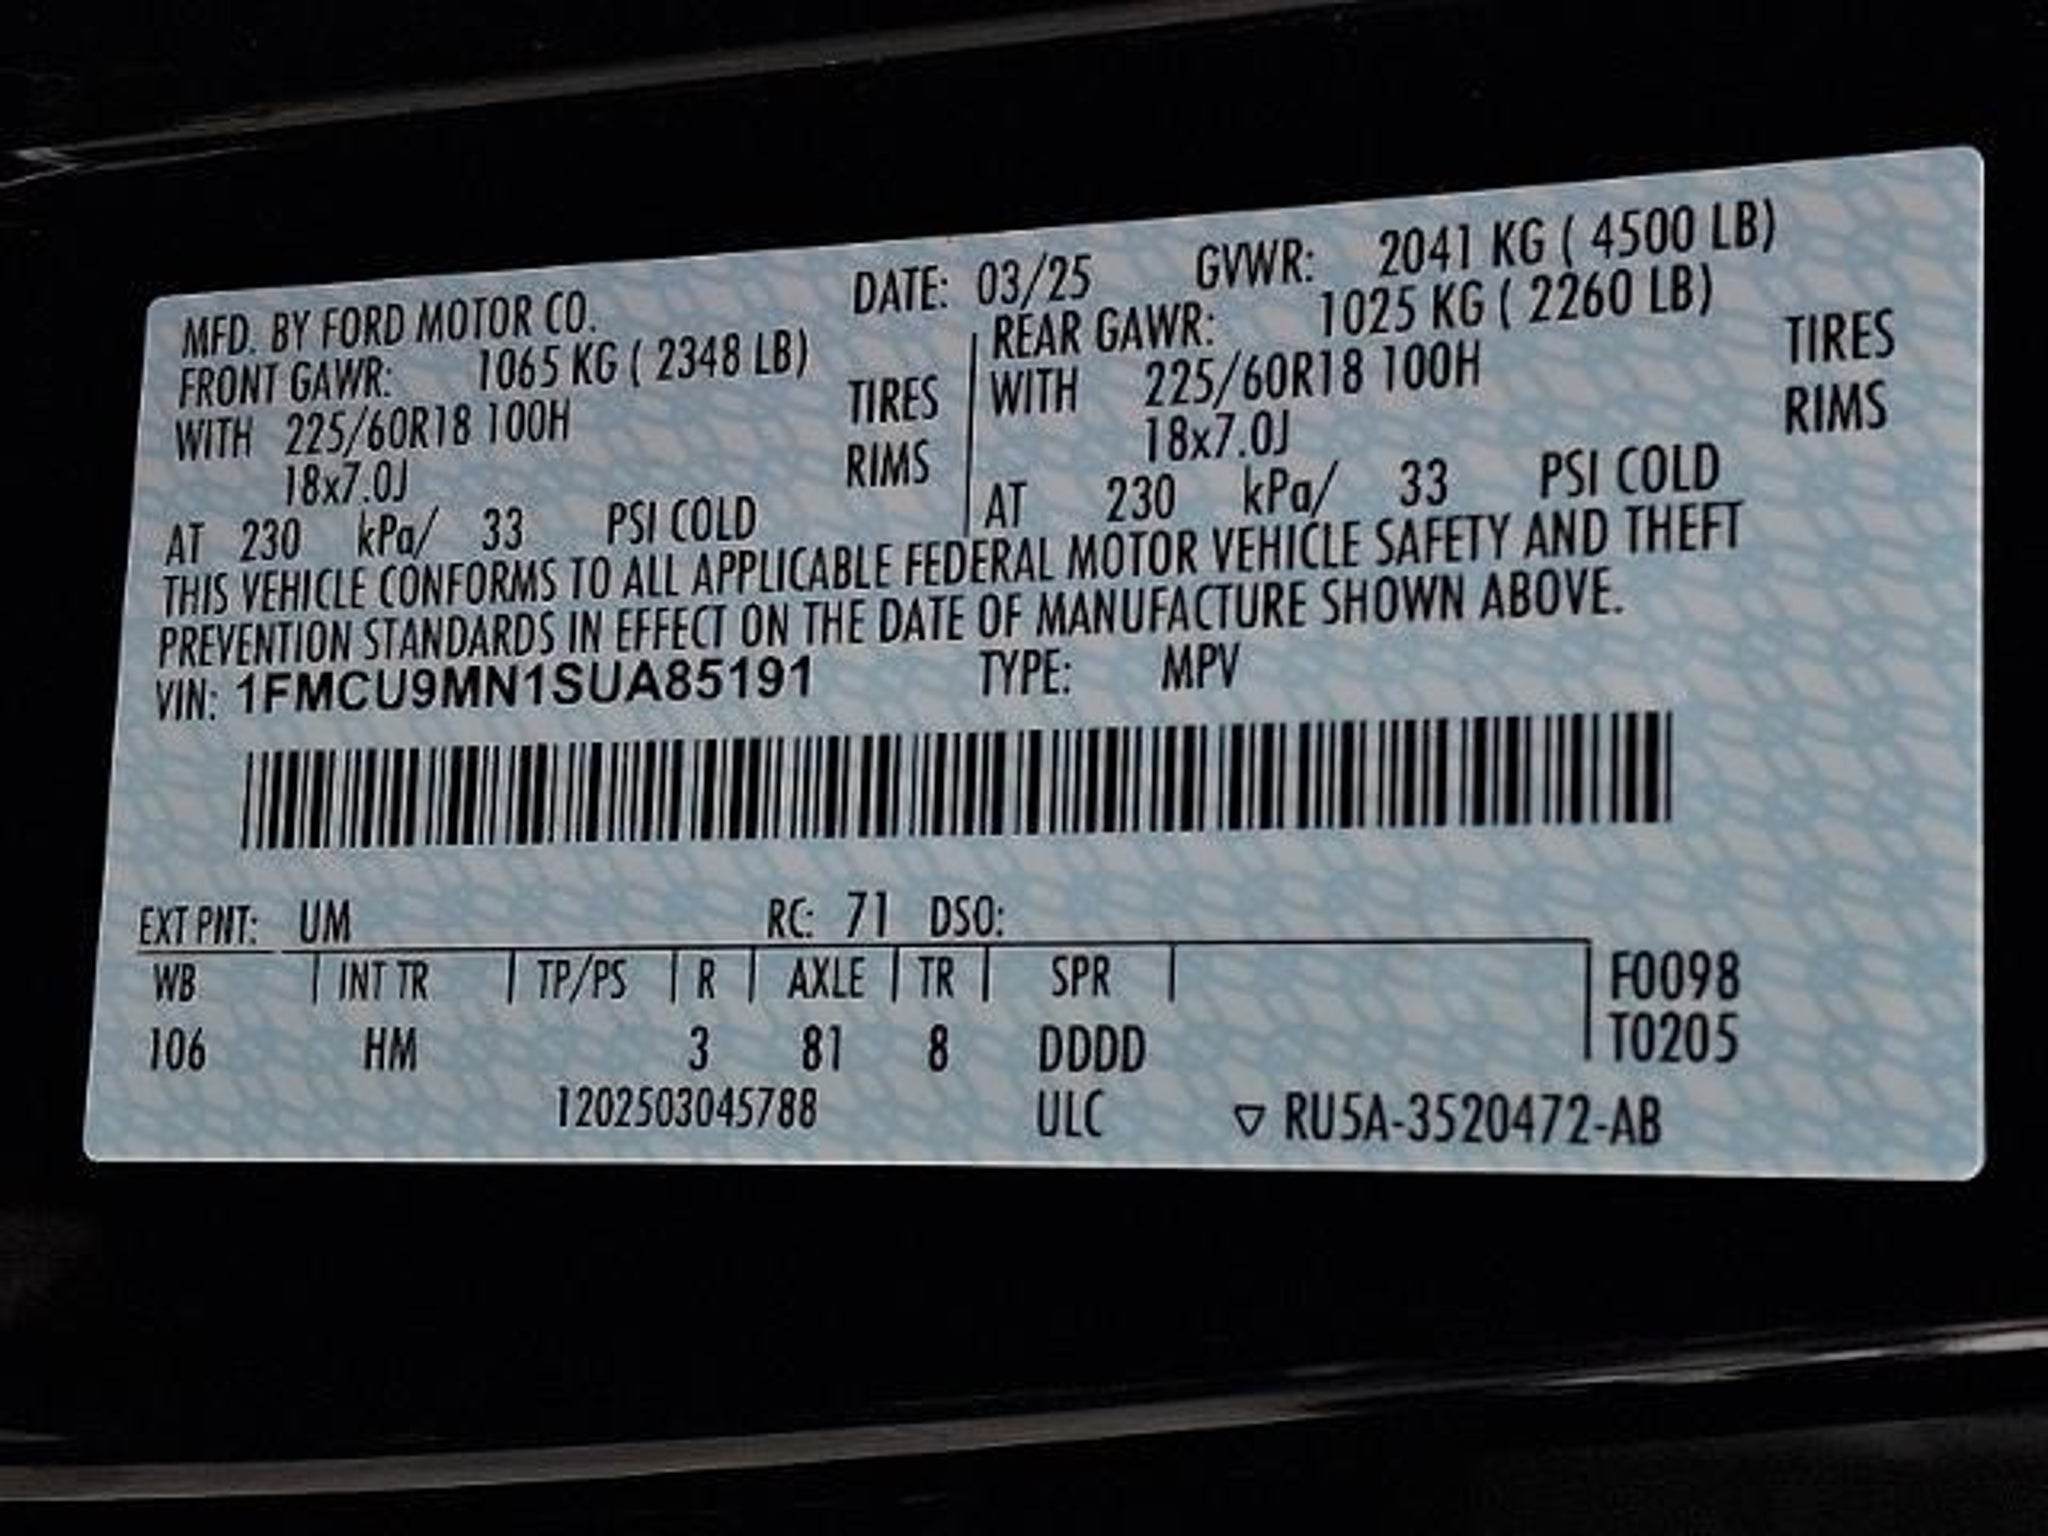 MFD. BY FORD MOTOR CO. DATE: 03/25 GVWR: 2041 KG ( 4500 LB)
FRONT GAWR: 1065 KG ( 2348 LB) REAR GAWR: 1025 KG ( 2260 LB)
WITH 225/60R18 100H TIRES WITH 225/60R18 100H TIRES
18x7.0J RIMS 18x7.0J RIMS
AT 230 kPa/ 33 PSI COLD AT 230 kPa/ 33 PSI COLD
THIS VEHICLE CONFORMS TO ALL APPLICABLE FEDERAL MOTOR VEHICLE SAFETY AND THEFT
PREVENTION STANDARDS IN EFFECT ON THE DATE OF MANUFACTURE SHOWN ABOVE.
VIN: 1FMCU9MN1SUA85191 TYPE: MPV
EXT PNT: UM RC: 71 DSO:
WB INT TR TP/PS R AXLE TR SPR F0098
106 HM 3 81 8 DDDD T0205
1202503045788 ULC ▽ RU5A-3520472-AB